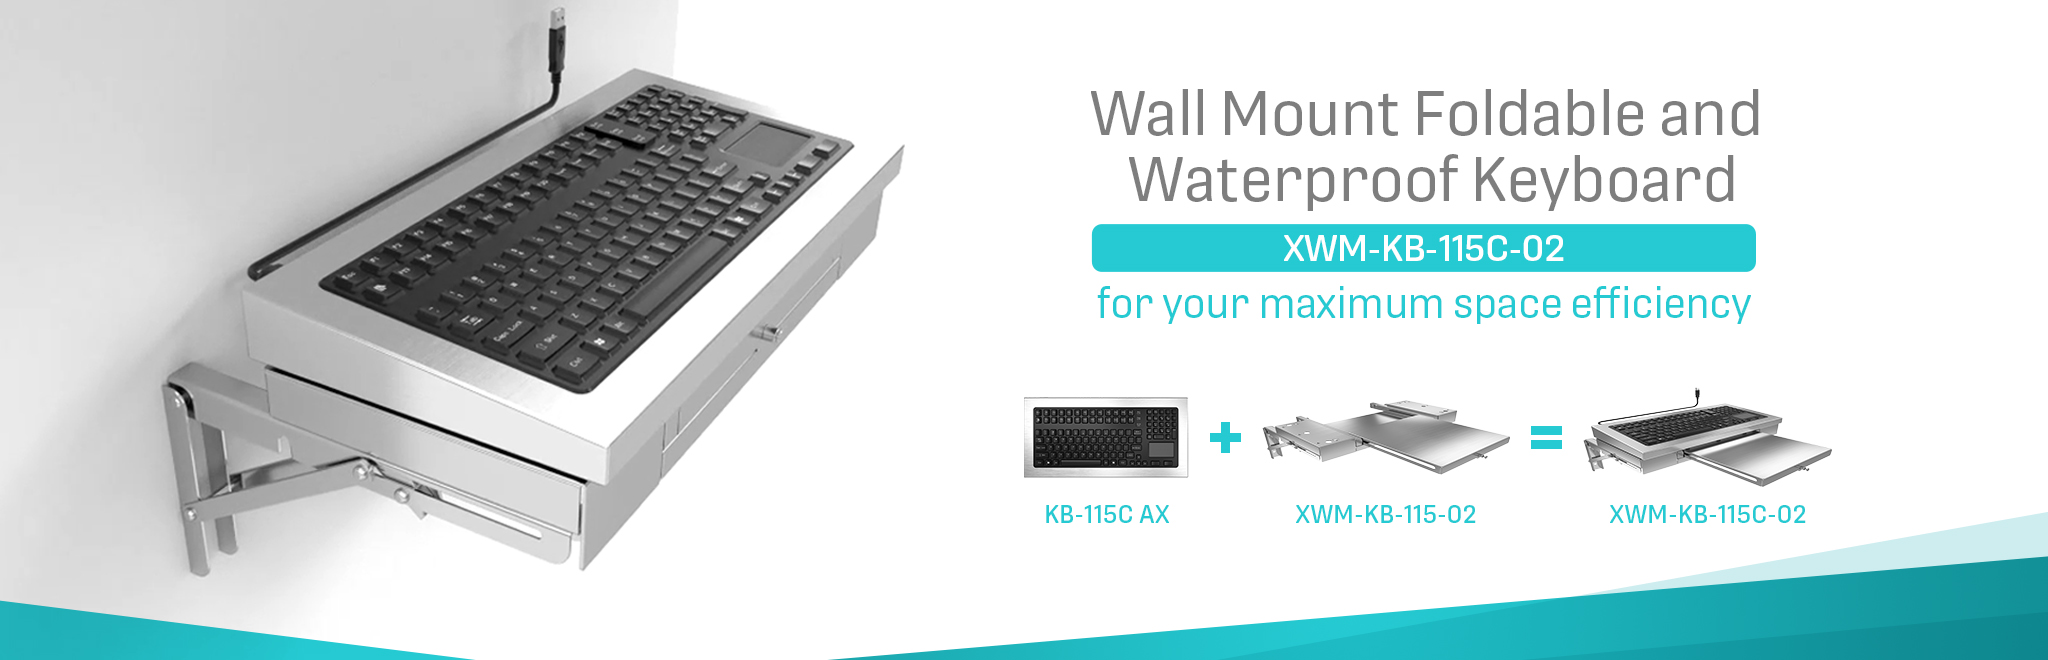 Wall Mount Foldable and
Waterproof Keyboard
XWM-KB-115C-02
for your maximum space efficiency
KB-115C AX
XWM-KB-115-02
XWM-KB-115C-02